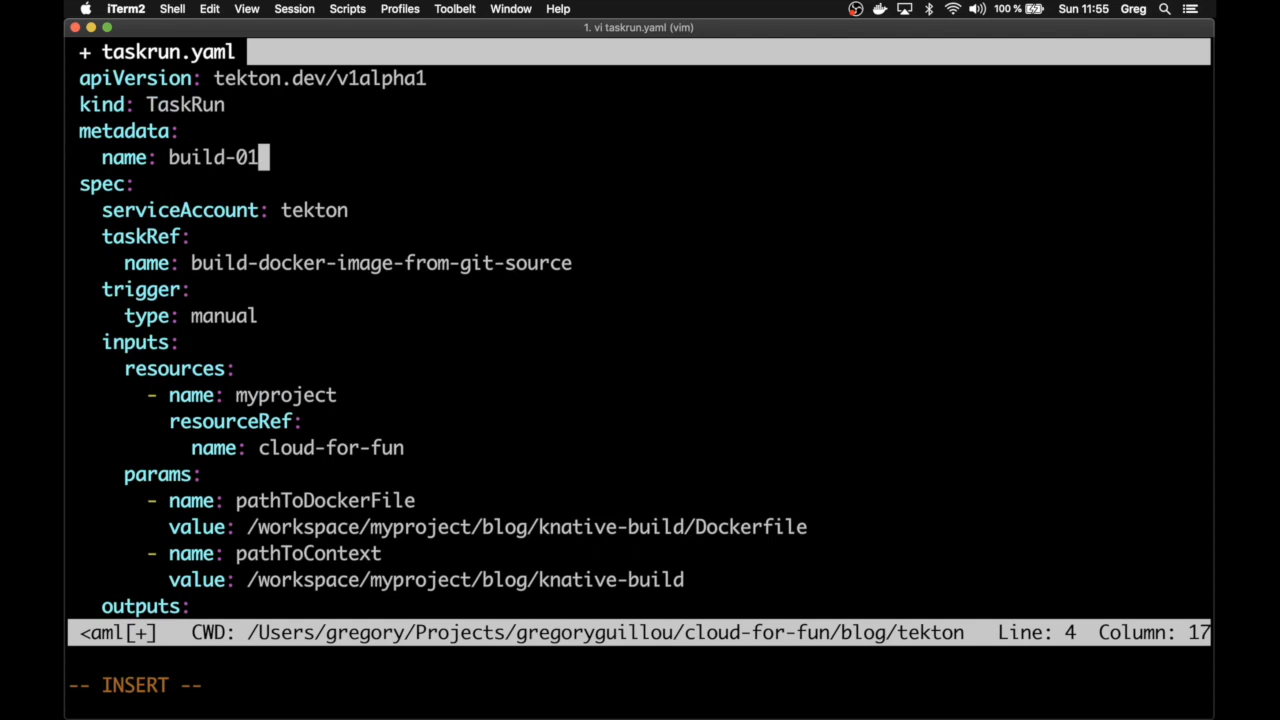 iTerm2 Shell Edit View Session Scripts Profiles Toolbelt Window Help 100 % Sun 11:55 Greg
1. vi taskrun.yaml (vim)
+ taskrun.yaml
apiVersion: tekton.dev/v1alpha1
kind: TaskRun
metadata:
  name: build-01
spec:
  serviceAccount: tekton
  taskRef:
    name: build-docker-image-from-git-source
  trigger:
    type: manual
  inputs:
    resources:
      - name: myproject
        resourceRef:
          name: cloud-for-fun
    params:
      - name: pathToDockerFile
        value: /workspace/myproject/blog/knative-build/Dockerfile
      - name: pathToContext
        value: /workspace/myproject/blog/knative-build
  outputs:
<aml[+] CWD: /Users/gregory/Projects/gregoryguillou/cloud-for-fun/blog/tekton Line: 4 Column: 17
-- INSERT --